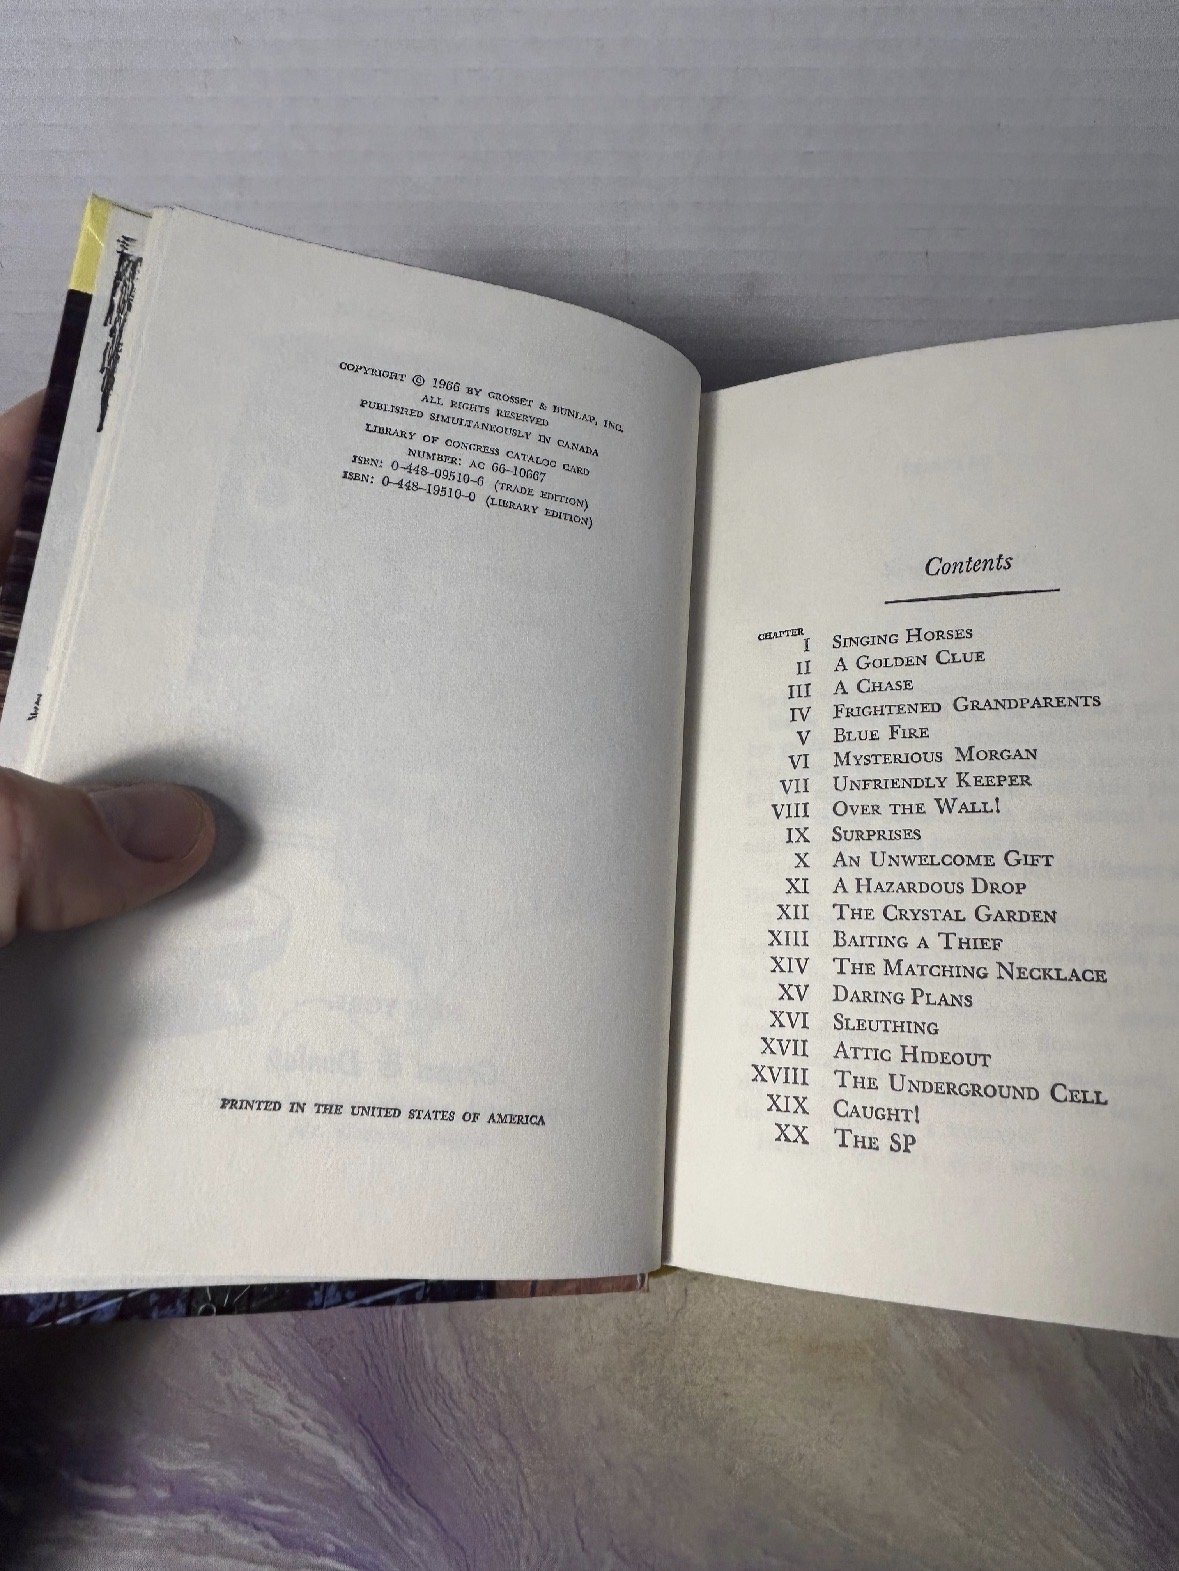 COPYRIGHT © 1966 BY GROSSET & DUNLAP, INC.
ALL RIGHTS RESERVED
PUBLISHED SIMULTANEOUSLY IN CANADA
LIBRARY OF CONGRESS CATALOG CARD
NUMBER: AC 66-10667
ISBN: 0-448-09510-6 (TRADE EDITION)
ISBN: 0-448-19510-0 (LIBRARY EDITION)
PRINTED IN THE UNITED STATES OF AMERICA
Contents
CHAPTER
I SINGING HORSES
II A GOLDEN CLUE
III A CHASE
IV FRIGHTENED GRANDPARENTS
V BLUE FIRE
VI MYSTERIOUS MORGAN
VII UNFRIENDLY KEEPER
VIII OVER THE WALL!
IX SURPRISES
X AN UNWELCOME GIFT
XI A HAZARDOUS DROP
XII THE CRYSTAL GARDEN
XIII BAITING A THIEF
XIV THE MATCHING NECKLACE
XV DARING PLANS
XVI SLEUTHING
XVII ATTIC HIDEOUT
XVIII THE UNDERGROUND CELL
XIX CAUGHT!
XX THE SP